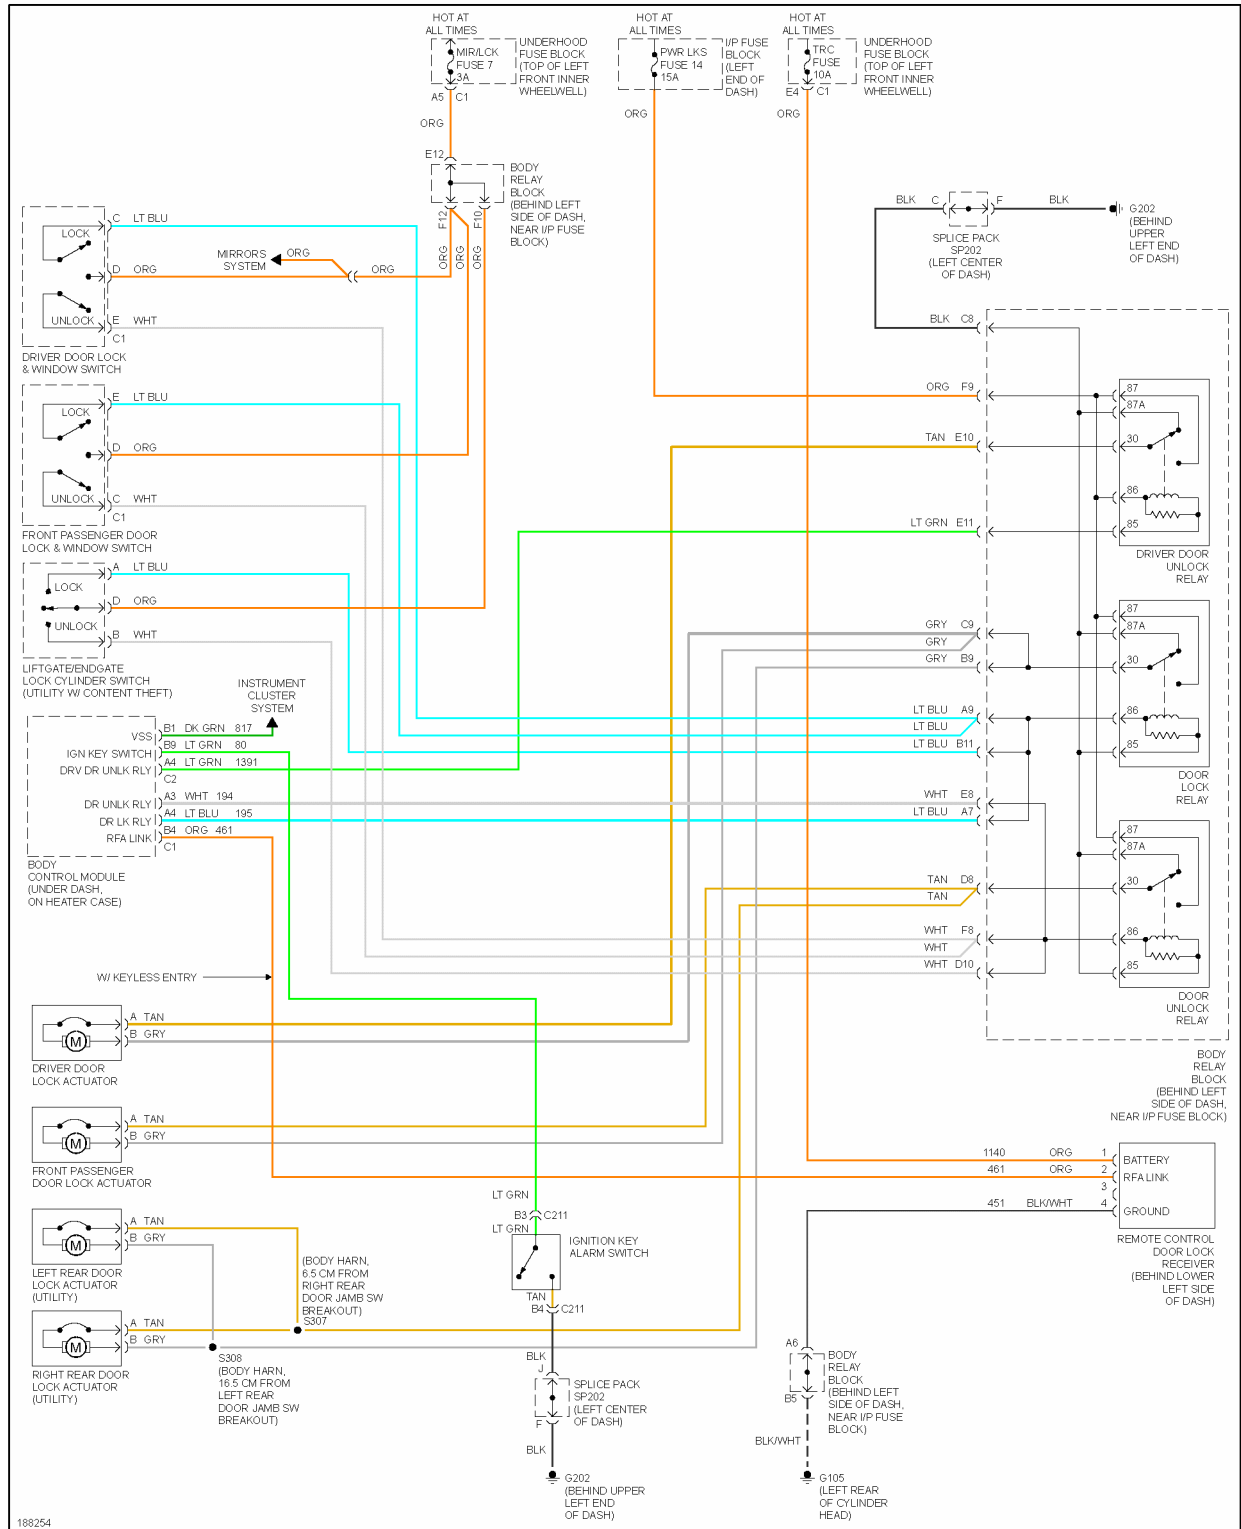 HOT AT
ALL TIMES
MIR/LCK
FUSE 7
3A
UNDERHOOD
FUSE BLOCK
(TOP OF LEFT
FRONT INNER
WHEELWELL)
A5 C1
ORG
HOT AT
ALL TIMES
PWR LKS
FUSE 14
15A
I/P FUSE
BLOCK
(LEFT
END OF
DASH)
ORG
HOT AT
ALL TIMES
TRC
FUSE
10A
UNDERHOOD
FUSE BLOCK
(TOP OF LEFT
FRONT INNER
WHEELWELL)
E4 C1
ORG
E12
BODY
RELAY
BLOCK
(BEHIND LEFT
SIDE OF DASH,
NEAR I/P FUSE
BLOCK)
F12
F10
ORG
ORG
ORG
MIRRORS
SYSTEM
ORG
ORG
BLK C
F BLK
SPLICE PACK
SP202
(LEFT CENTER
OF DASH)
G202
(BEHIND
UPPER
LEFT END
OF DASH)
C LT BLU
LOCK
D ORG
UNLOCK
E WHT
C1
DRIVER DOOR LOCK
& WINDOW SWITCH
E LT BLU
LOCK
D ORG
UNLOCK
C WHT
C1
FRONT PASSENGER DOOR
LOCK & WINDOW SWITCH
A LT BLU
LOCK
D ORG
UNLOCK
B WHT
LIFTGATE/ENDGATE
LOCK CYLINDER SWITCH
(UTILITY W/ CONTENT THEFT)
INSTRUMENT
CLUSTER
SYSTEM
VSS B1 DK GRN 817
IGN KEY SWITCH B9 LT GRN 80
DRV DR UNLK RLY A4 LT GRN 1391
C2
DR UNLK RLY A3 WHT 194
DR LK RLY A4 LT BLU 195
RFA LINK B4 ORG 461
C1
BODY
CONTROL MODULE
(UNDER DASH,
ON HEATER CASE)
BLK C8
ORG F9
TAN E10
LT GRN E11
GRY C9
GRY
GRY B9
LT BLU A9
LT BLU
LT BLU B11
WHT E8
LT BLU A7
TAN D8
TAN
WHT F8
WHT
WHT D10
87
87A
30
86
85
DRIVER DOOR
UNLOCK
RELAY
87
87A
30
86
85
DOOR
LOCK
RELAY
87
87A
30
86
85
DOOR
UNLOCK
RELAY
BODY
RELAY
BLOCK
(BEHIND LEFT
SIDE OF DASH,
NEAR I/P FUSE BLOCK)
W/ KEYLESS ENTRY
A TAN
B GRY
M
DRIVER DOOR
LOCK ACTUATOR
A TAN
B GRY
M
FRONT PASSENGER
DOOR LOCK ACTUATOR
A TAN
B GRY
M
LEFT REAR DOOR
LOCK ACTUATOR
(UTILITY)
A TAN
B GRY
M
RIGHT REAR DOOR
LOCK ACTUATOR
(UTILITY)
(BODY HARN,
6.5 CM FROM
RIGHT REAR
DOOR JAMB SW
BREAKOUT)
S307
S308
(BODY HARN,
16.5 CM FROM
LEFT REAR
DOOR JAMB SW
BREAKOUT)
LT GRN
B3 C211
LT GRN
IGNITION KEY
ALARM SWITCH
TAN
B4 C211
BLK
J
SPLICE PACK
SP202
(LEFT CENTER
OF DASH)
F
BLK
G202
(BEHIND UPPER
LEFT END
OF DASH)
1140 ORG 1 BATTERY
461 ORG 2 RFA LINK
3
451 BLK/WHT 4 GROUND
REMOTE CONTROL
DOOR LOCK
RECEIVER
(BEHIND LOWER
LEFT SIDE
OF DASH)
A6
BODY
RELAY
BLOCK
(BEHIND LEFT
SIDE OF DASH,
NEAR I/P FUSE
BLOCK)
B5
BLK/WHT
G105
(LEFT REAR
OF CYLINDER
HEAD)
188254